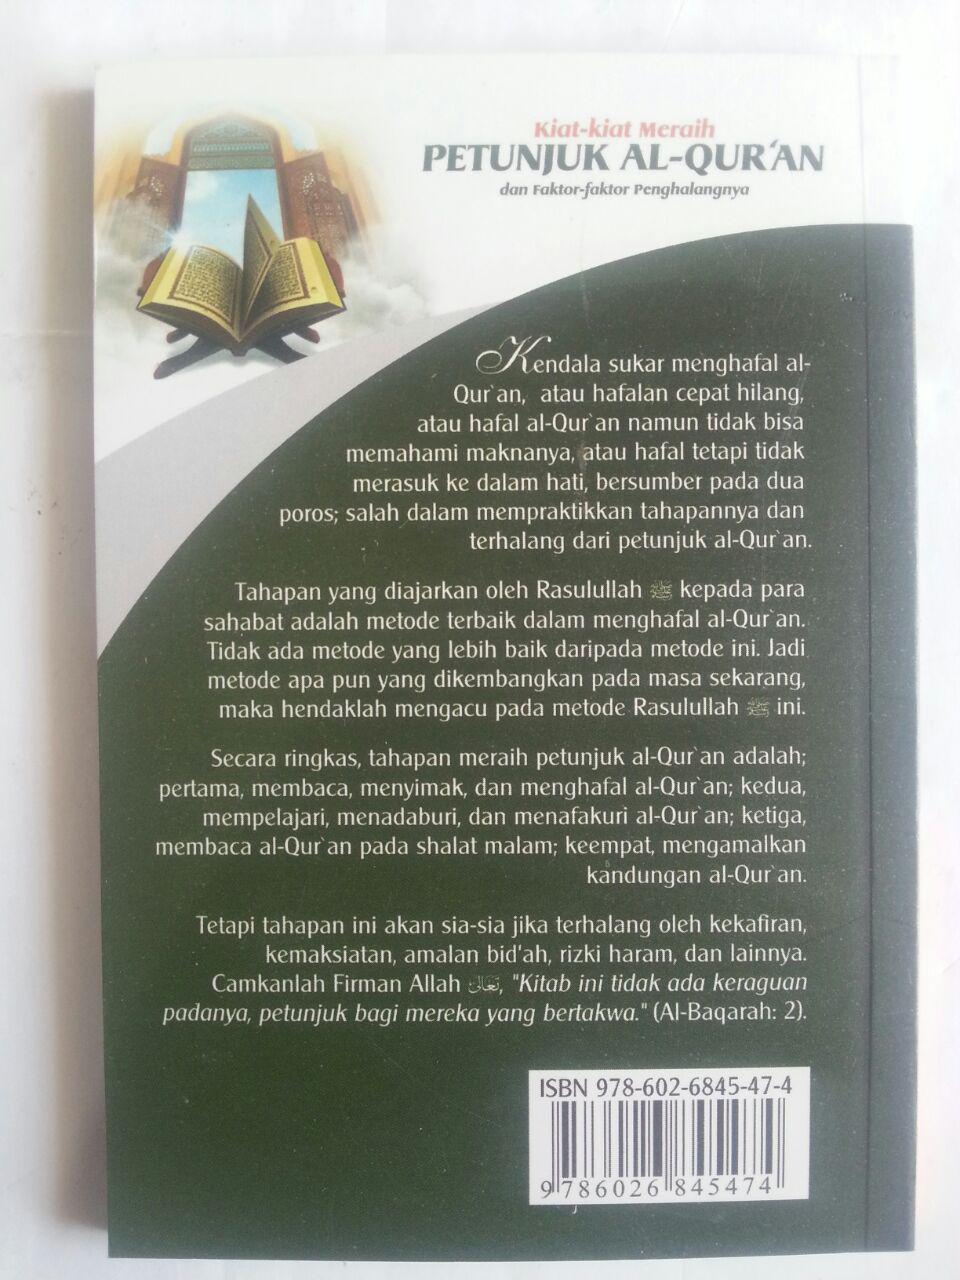 Kiat-kiat Meraih
PETUNJUK AL-QUR'AN
dan Faktor-faktor Penghalangnya
Kendala sukar menghafal al-
Qur`an, atau hafalan cepat hilang,
atau hafal al-Qur`an namun tidak bisa
memahami maknanya, atau hafal tetapi tidak
merasuk ke dalam hati, bersumber pada dua
poros; salah dalam mempraktikkan tahapannya dan
terhalang dari petunjuk al-Qur`an.
Tahapan yang diajarkan oleh Rasulullah ﷺ kepada para
sahabat adalah metode terbaik dalam menghafal al-Qur`an.
Tidak ada metode yang lebih baik daripada metode ini. Jadi
metode apa pun yang dikembangkan pada masa sekarang,
maka hendaklah mengacu pada metode Rasulullah ﷺ ini.
Secara ringkas, tahapan meraih petunjuk al-Qur`an adalah;
pertama, membaca, menyimak, dan menghafal al-Qur`an; kedua,
mempelajari, menadaburi, dan menafakuri al-Qur`an; ketiga,
membaca al-Qur`an pada shalat malam; keempat, mengamalkan
kandungan al-Qur`an.
Tetapi tahapan ini akan sia-sia jika terhalang oleh kekafiran,
kemaksiatan, amalan bid'ah, rizki haram, dan lainnya.
Camkanlah Firman Allah تعالى, "Kitab ini tidak ada keraguan
padanya, petunjuk bagi mereka yang bertakwa." (Al-Baqarah: 2).
ISBN 978-602-6845-47-4
9 786026 845474